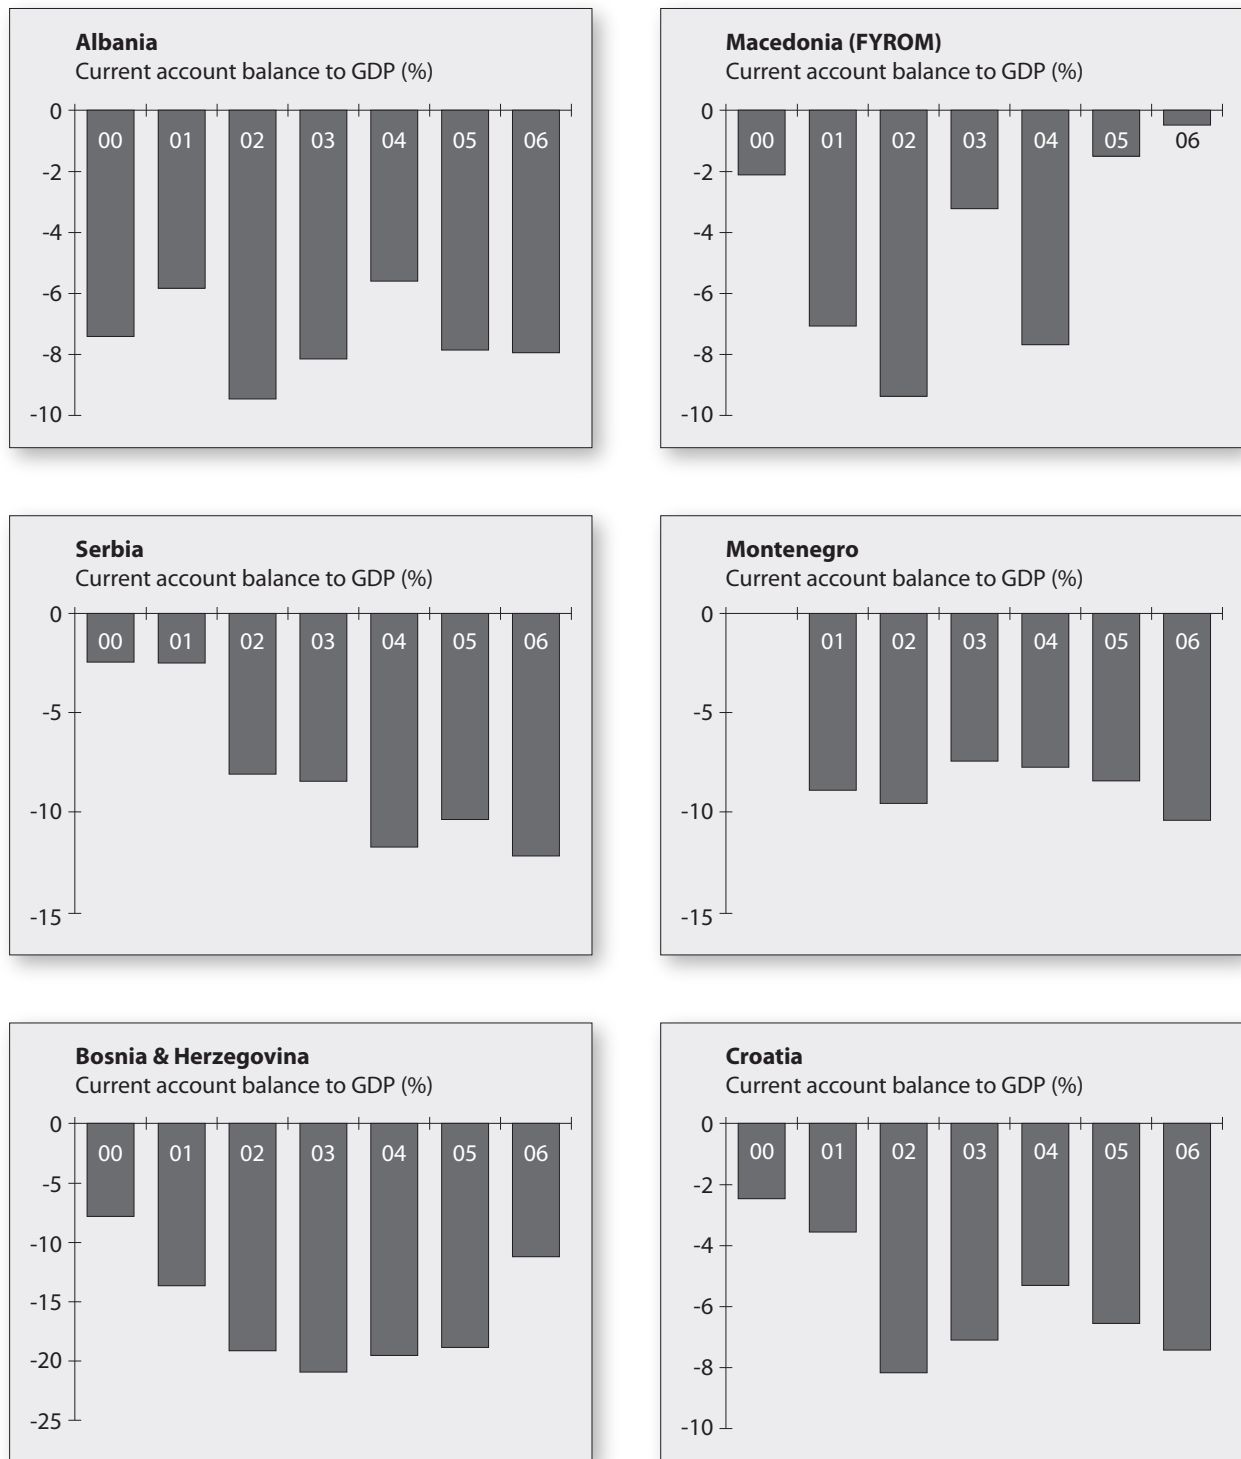 Albania
Current account balance to GDP (%)
0
00 01 02 03 04 05 06
-2
-4
-6
-8
-10
Macedonia (FYROM)
Current account balance to GDP (%)
0
00 01 02 03 04 05 06
-2
-4
-6
-8
-10
Serbia
Current account balance to GDP (%)
0
00 01 02 03 04 05 06
-5
-10
-15
Montenegro
Current account balance to GDP (%)
0
01 02 03 04 05 06
-5
-10
-15
Bosnia & Herzegovina
Current account balance to GDP (%)
0
00 01 02 03 04 05 06
-5
-10
-15
-20
-25
Croatia
Current account balance to GDP (%)
0
00 01 02 03 04 05 06
-2
-4
-6
-8
-10